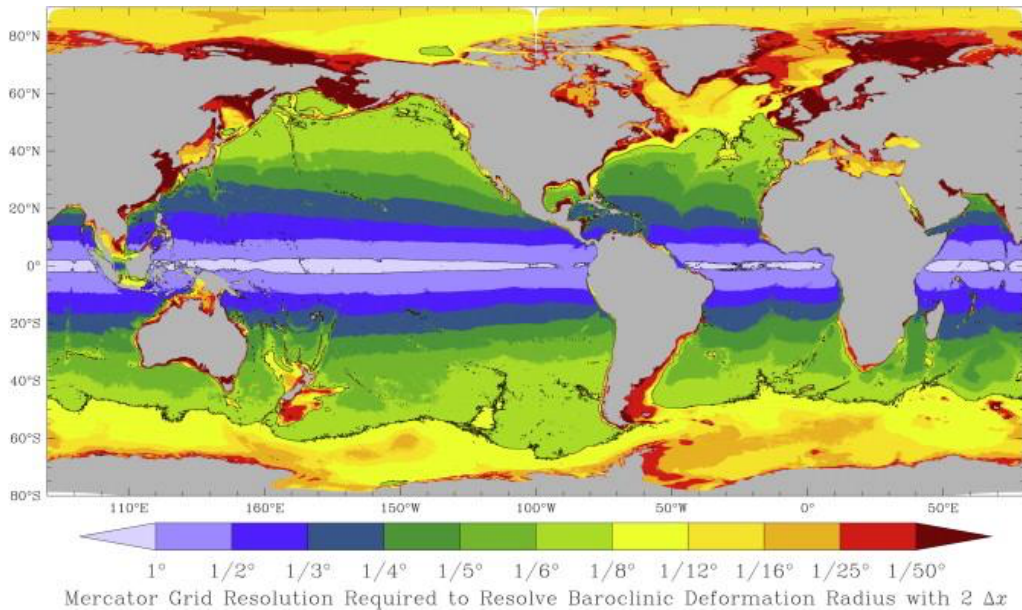 80°N
60°N
40°N
20°N
0°
20°S
40°S
60°S
80°S
110°E 160°E 150°W 100°W 50°W 0°E 50°E
1° 1/2° 1/3° 1/4° 1/5° 1/6° 1/8° 1/12° 1/16° 1/25° 1/50°
Mercator Grid Resolution Required to Resolve Baroclinic Deformation Radius with 2 Δx